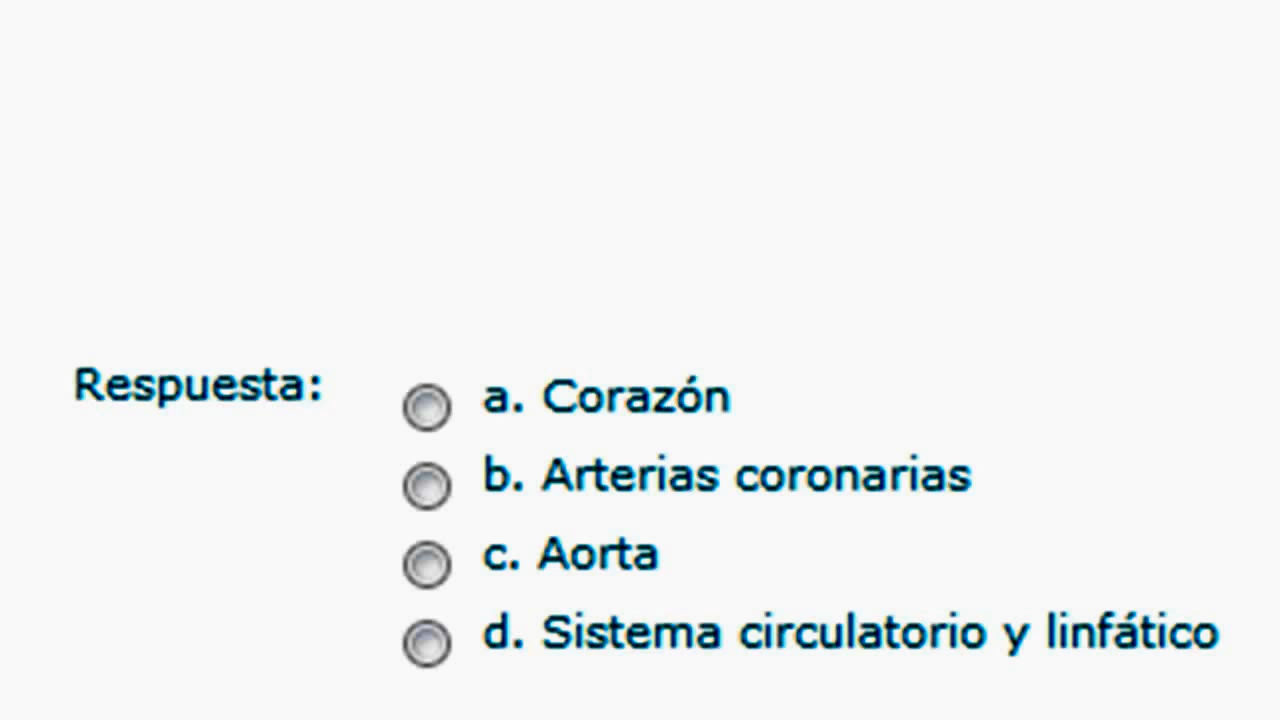 Respuesta:
a. Corazón
b. Arterias coronarias
c. Aorta
d. Sistema circulatorio y linfático